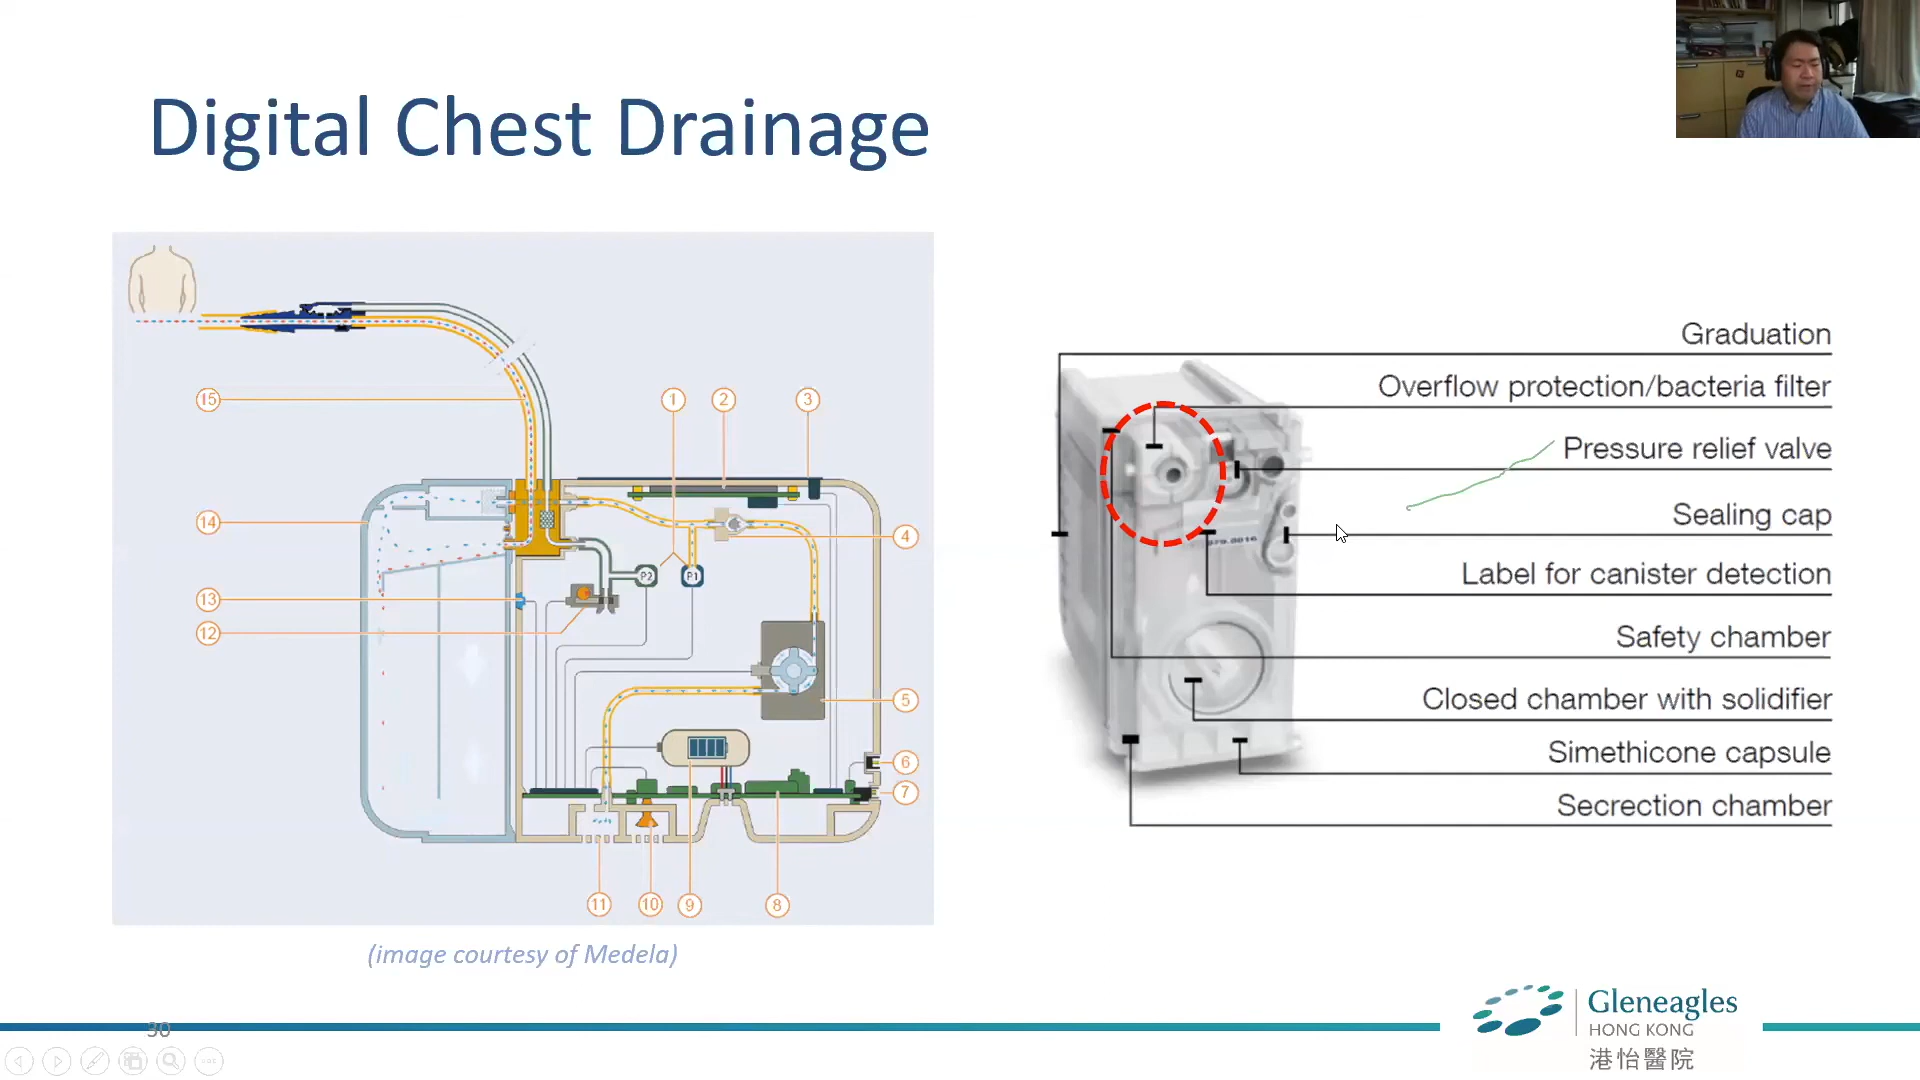 Digital Chest Drainage
15
1
2
3
14
4
P2
P1
13
12
5
6
7
11
10
9
8
(image courtesy of Medela)
Graduation
Overflow protection/bacteria filter
Pressure relief valve
Sealing cap
Label for canister detection
Safety chamber
Closed chamber with solidifier
Simethicone capsule
Secrection chamber
30
Gleneagles
HONG KONG
港怡醫院